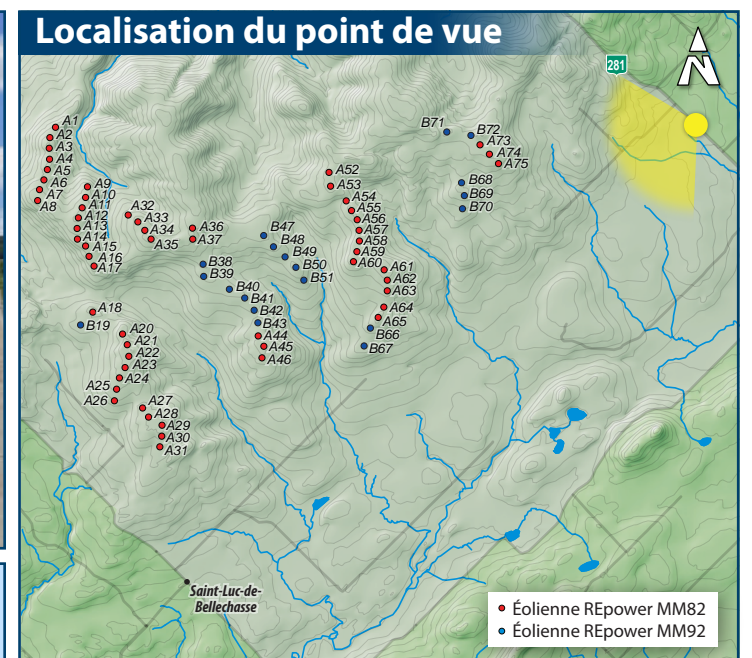 Localisation du point de vue
281
N
A1
A2
A3
A4
A5
A6
A7
A8
A9
A10
A11
A12
A13
A14
A15
A16
A17
A18
B19
A20
A21
A22
A23
A24
A25
A26
A27
A28
A29
A30
A31
A32
A33
A34
A35
A36
A37
B38
B39
B40
B41
B42
B43
A44
A45
A46
B47
B48
B49
B50
B51
A52
A53
A54
A55
A56
A57
A58
A59
A60
A61
A62
A63
A64
A65
B66
B67
B68
B69
B70
B71
B72
A73
A74
A75
Saint-Luc-de-
Bellechasse
Éolienne REpower MM82
Éolienne REpower MM92